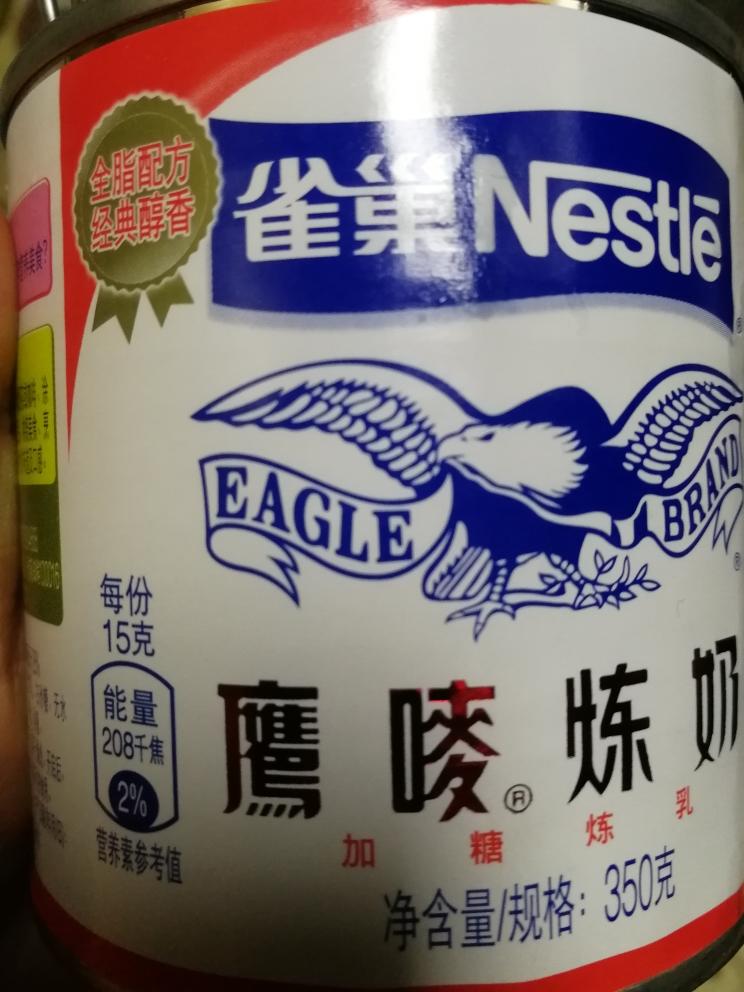 全脂配方
经典醇香
雀巢Nestlē
EAGLE BRAND
每份
15克
能量
208千焦
2%
营养素参考值
鹰唛®炼奶
加糖炼乳
净含量/规格：350克